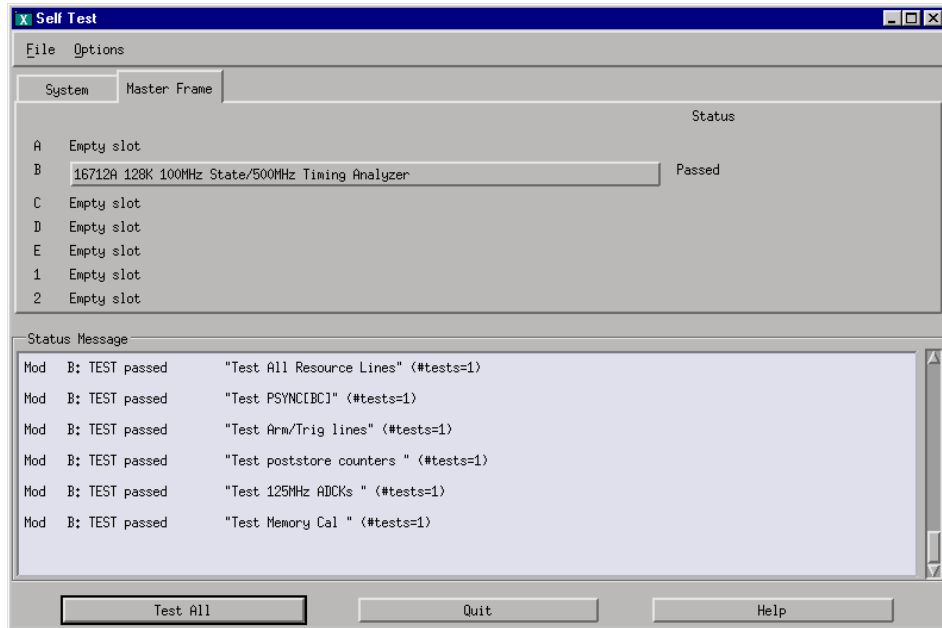 X Self Test
File Options
System Master Frame
Status
A Empty slot
B 16712A 128K 100MHz State/500MHz Timing Analyzer Passed
C Empty slot
D Empty slot
E Empty slot
1 Empty slot
2 Empty slot
Status Message
Mod B: TEST passed "Test All Resource Lines" (#tests=1)
Mod B: TEST passed "Test PSYNC[BC]" (#tests=1)
Mod B: TEST passed "Test Arm/Trig lines" (#tests=1)
Mod B: TEST passed "Test poststore counters " (#tests=1)
Mod B: TEST passed "Test 125MHz ADCKs " (#tests=1)
Mod B: TEST passed "Test Memory Cal " (#tests=1)
Test All Quit Help